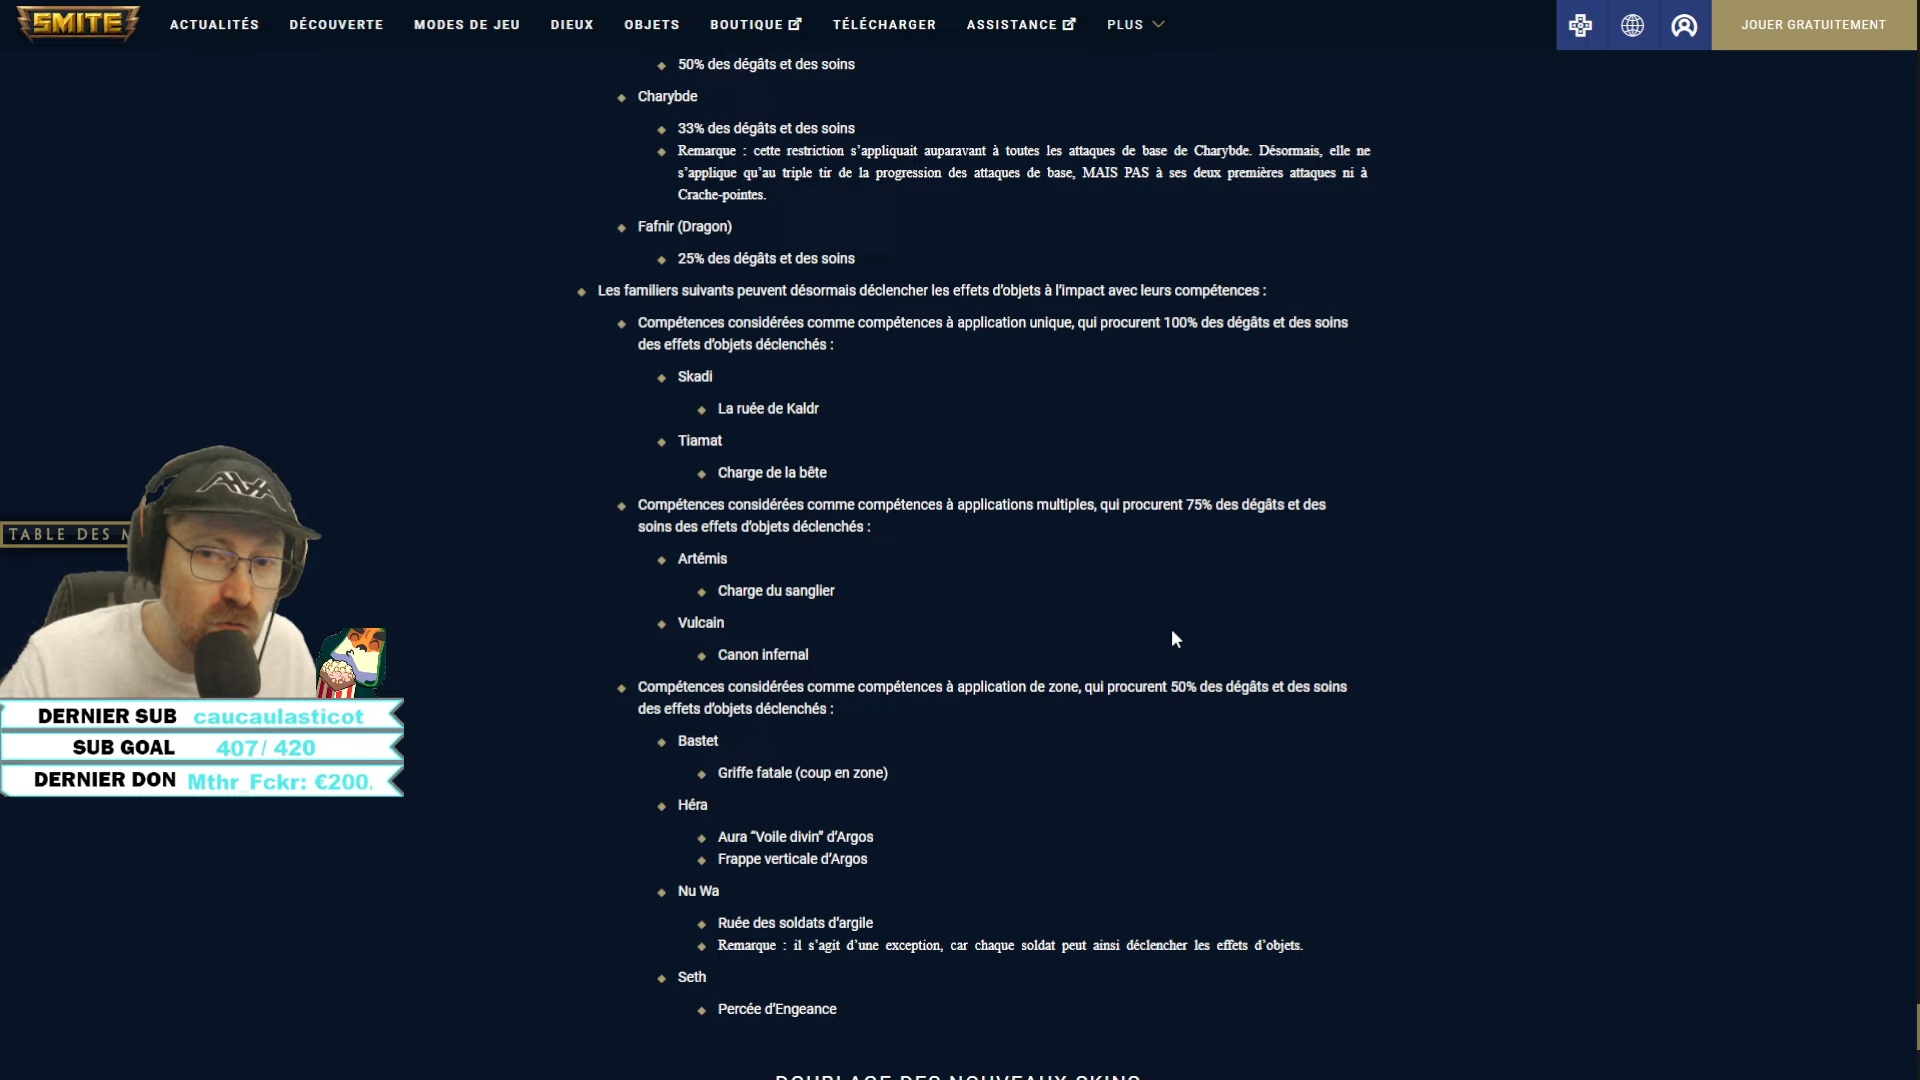 SMITE
ACTUALITÉS DÉCOUVERTE MODES DE JEU DIEUX OBJETS BOUTIQUE TÉLÉCHARGER ASSISTANCE PLUS JOUER GRATUITEMENT
50% des dégâts et des soins
Charybde
33% des dégâts et des soins
Remarque : cette restriction s’appliquait auparavant à toutes les attaques de base de Charybde. Désormais, elle ne
s’applique qu’au triple tir de la progression des attaques de base, MAIS PAS à ses deux premières attaques ni à
Crache-pointes.
Fafnir (Dragon)
25% des dégâts et des soins
Les familiers suivants peuvent désormais déclencher les effets d’objets à l’impact avec leurs compétences :
Compétences considérées comme compétences à application unique, qui procurent 100% des dégâts et des soins
des effets d’objets déclenchés :
Skadi
La ruée de Kaldr
Tiamat
Charge de la bête
Compétences considérées comme compétences à applications multiples, qui procurent 75% des dégâts et des
soins des effets d’objets déclenchés :
Artémis
Charge du sanglier
Vulcain
Canon infernal
Compétences considérées comme compétences à application de zone, qui procurent 50% des dégâts et des soins
des effets d’objets déclenchés :
Bastet
Griffe fatale (coup en zone)
Héra
Aura “Voile divin” d’Argos
Frappe verticale d’Argos
Nu Wa
Ruée des soldats d’argile
Remarque : il s’agit d’une exception, car chaque soldat peut ainsi déclencher les effets d’objets.
Seth
Percée d’Engeance
DOUBLAGE DES NOUVEAUX SKINS
TABLE DES M
DERNIER SUB caucaulasticot
SUB GOAL 407/ 420
DERNIER DON Mthr_Fckr: €200.